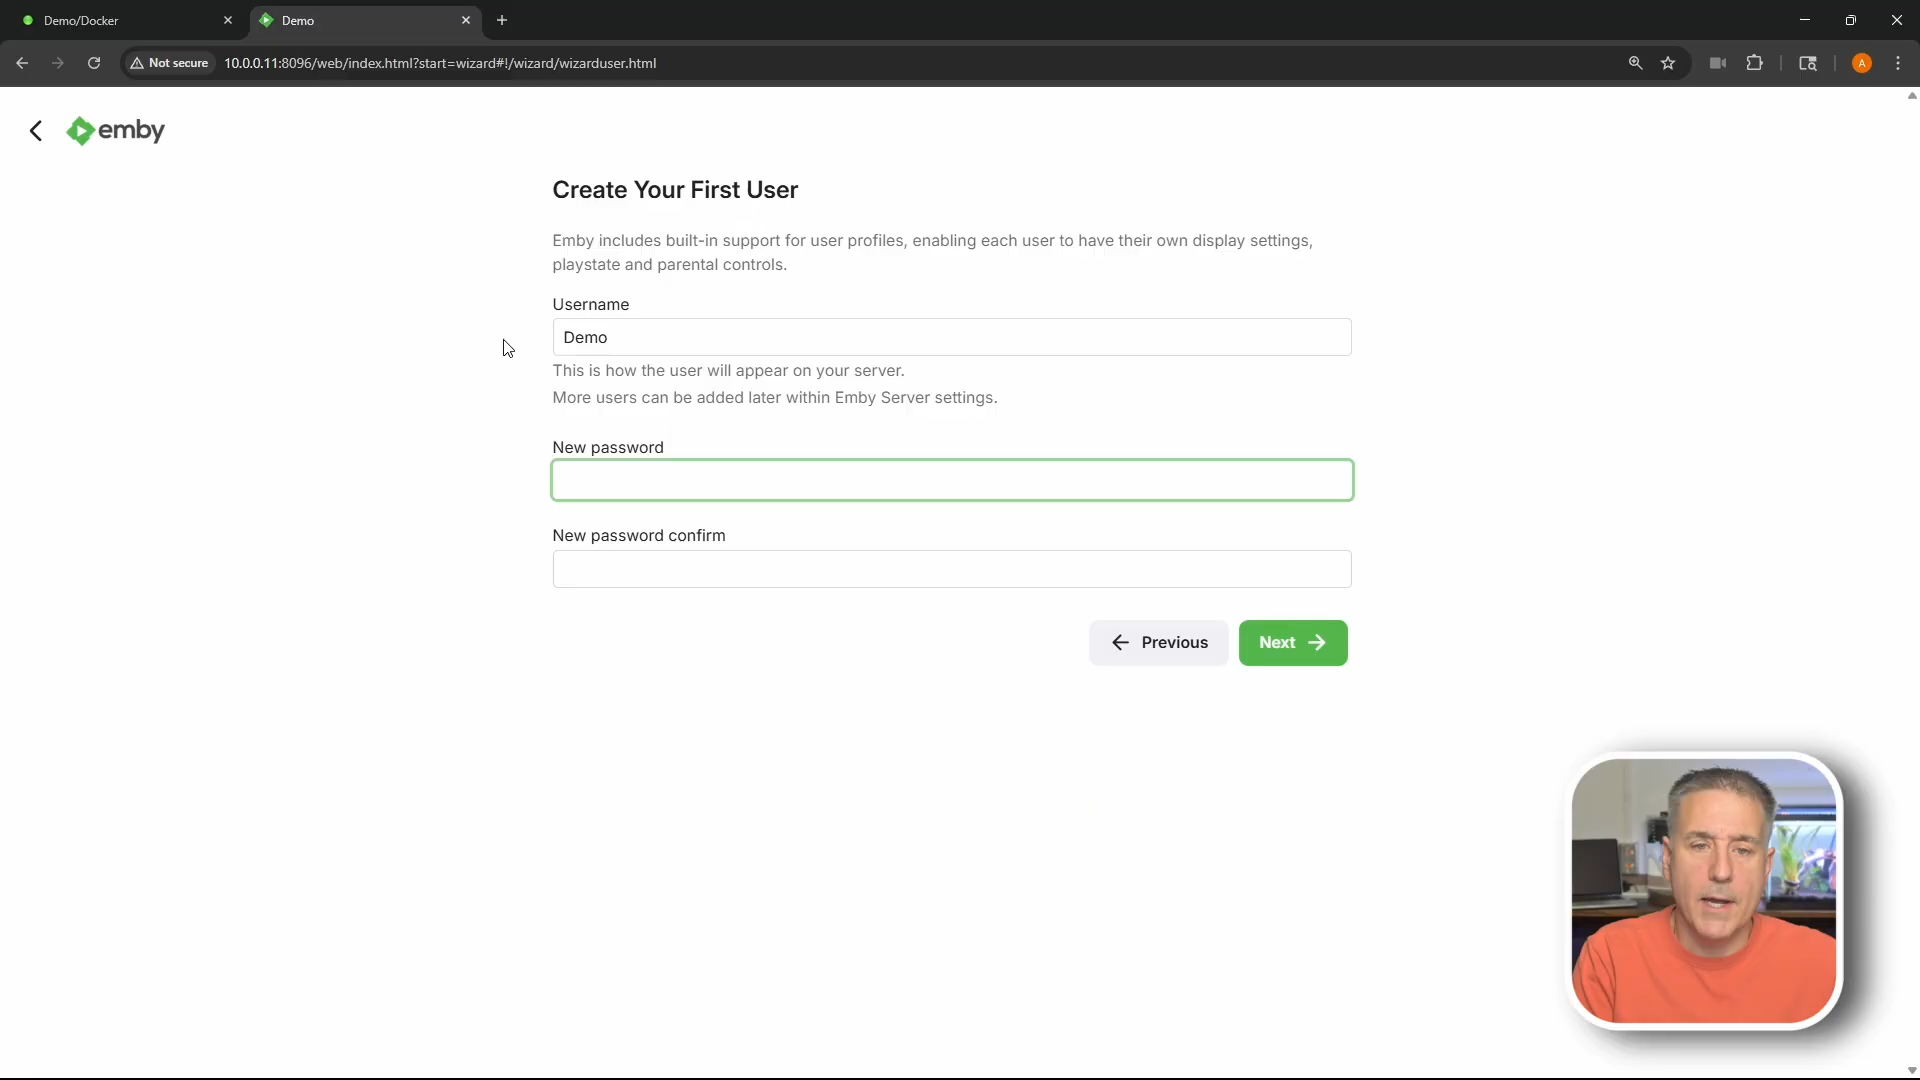 Demo/Docker
Demo
Not secure
10.0.0.11:8096/web/index.html?start=wizard#!/wizard/wizarduser.html
A
emby
Create Your First User
Emby includes built-in support for user profiles, enabling each user to have their own display settings,
playstate and parental controls.
Username
Demo
This is how the user will appear on your server.
More users can be added later within Emby Server settings.
New password
New password confirm
Previous
Next